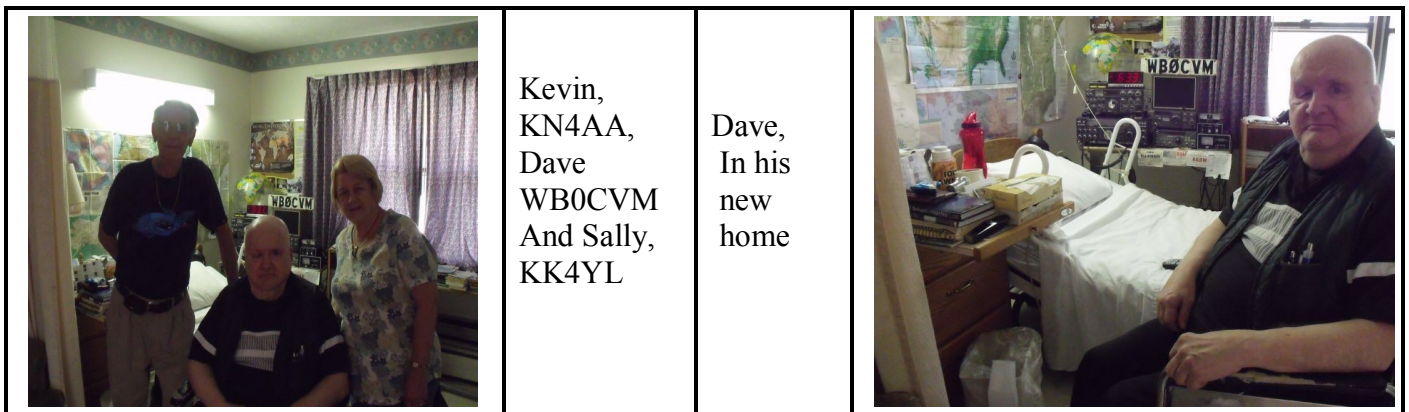 WBØCVM
Kevin,
KN4AA,
Dave
WB0CVM
And Sally,
KK4YL
Dave,
In his
new
home
WBØCVM